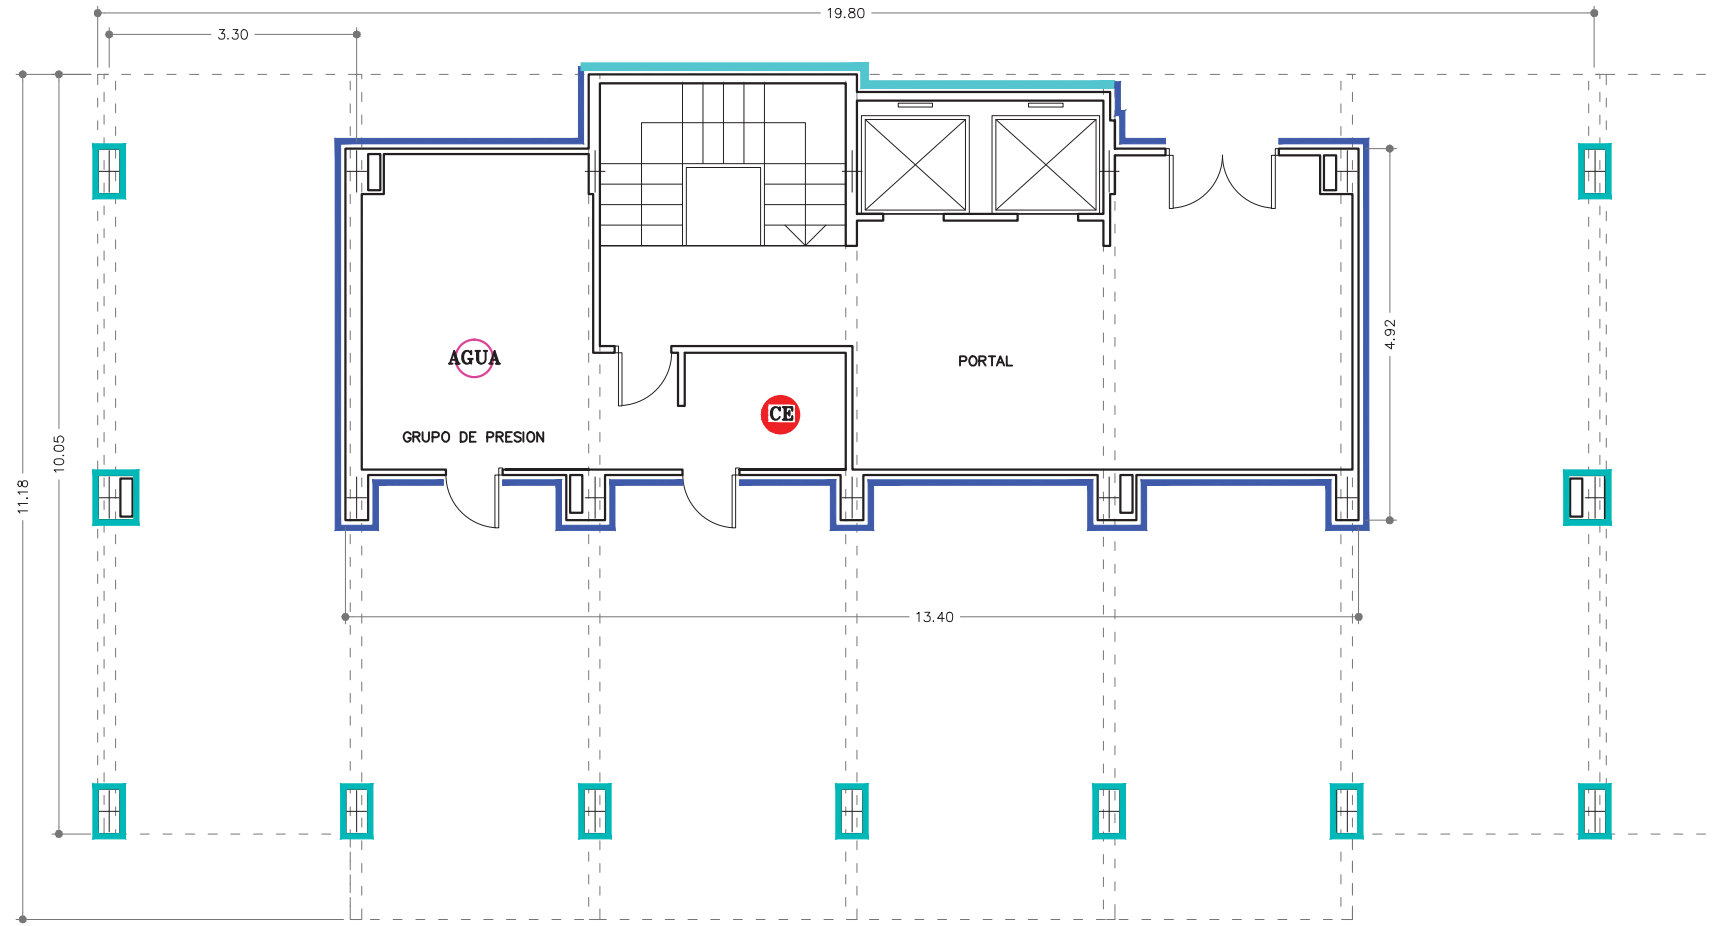 19.80
3.30
4.92
AGUA
PORTAL
CE
GRUPO DE PRESION
10.05
11.18
13.40